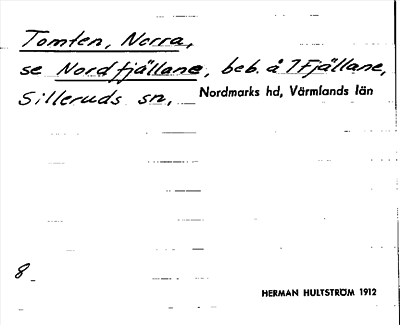 Tomten, Norra,
se Nordfjällane, beb. å 7 Fjällane,
Silleruds sn, Nordmarks hd, Värmlands län
8
HERMAN HULTSTRÖM 1912